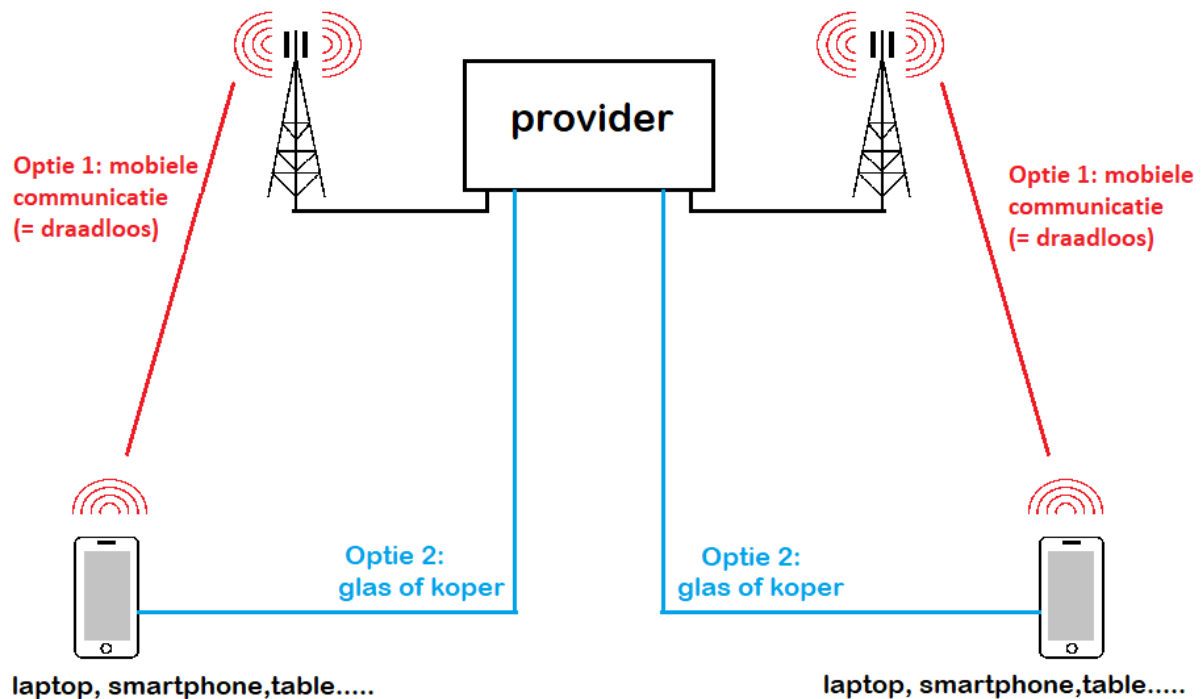 provider
Optie 1: mobiele
communicatie
(= draadloos)
Optie 1: mobiele
communicatie
(= draadloos)
Optie 2:
glas of koper
Optie 2:
glas of koper
laptop, smartphone,table.....
laptop, smartphone,table.....